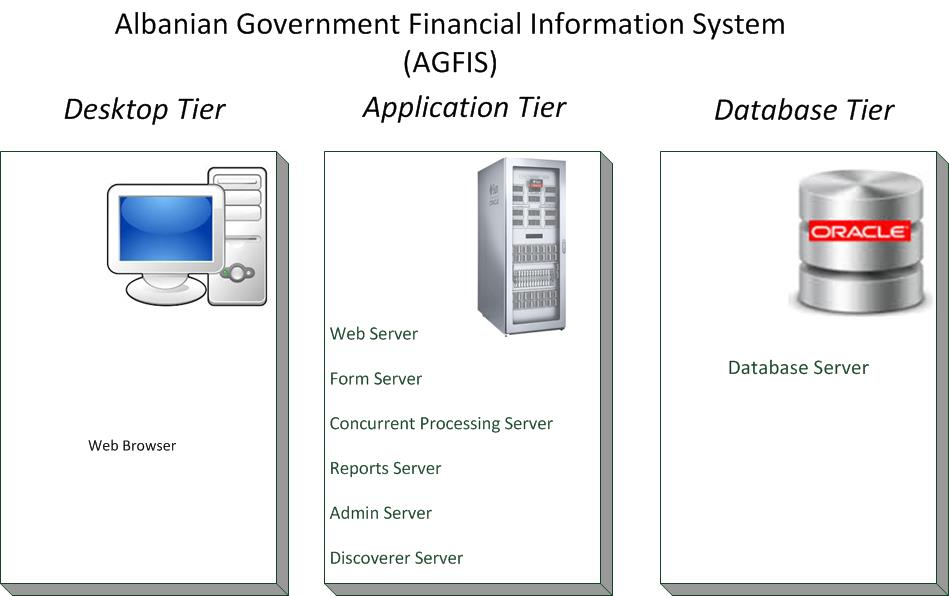 Albanian Government Financial Information System
(AGFIS)
Desktop Tier
Application Tier
Database Tier
ORACLE
Web Server
Form Server
Database Server
Concurrent Processing Server
Web Browser
Reports Server
Admin Server
Discoverer Server